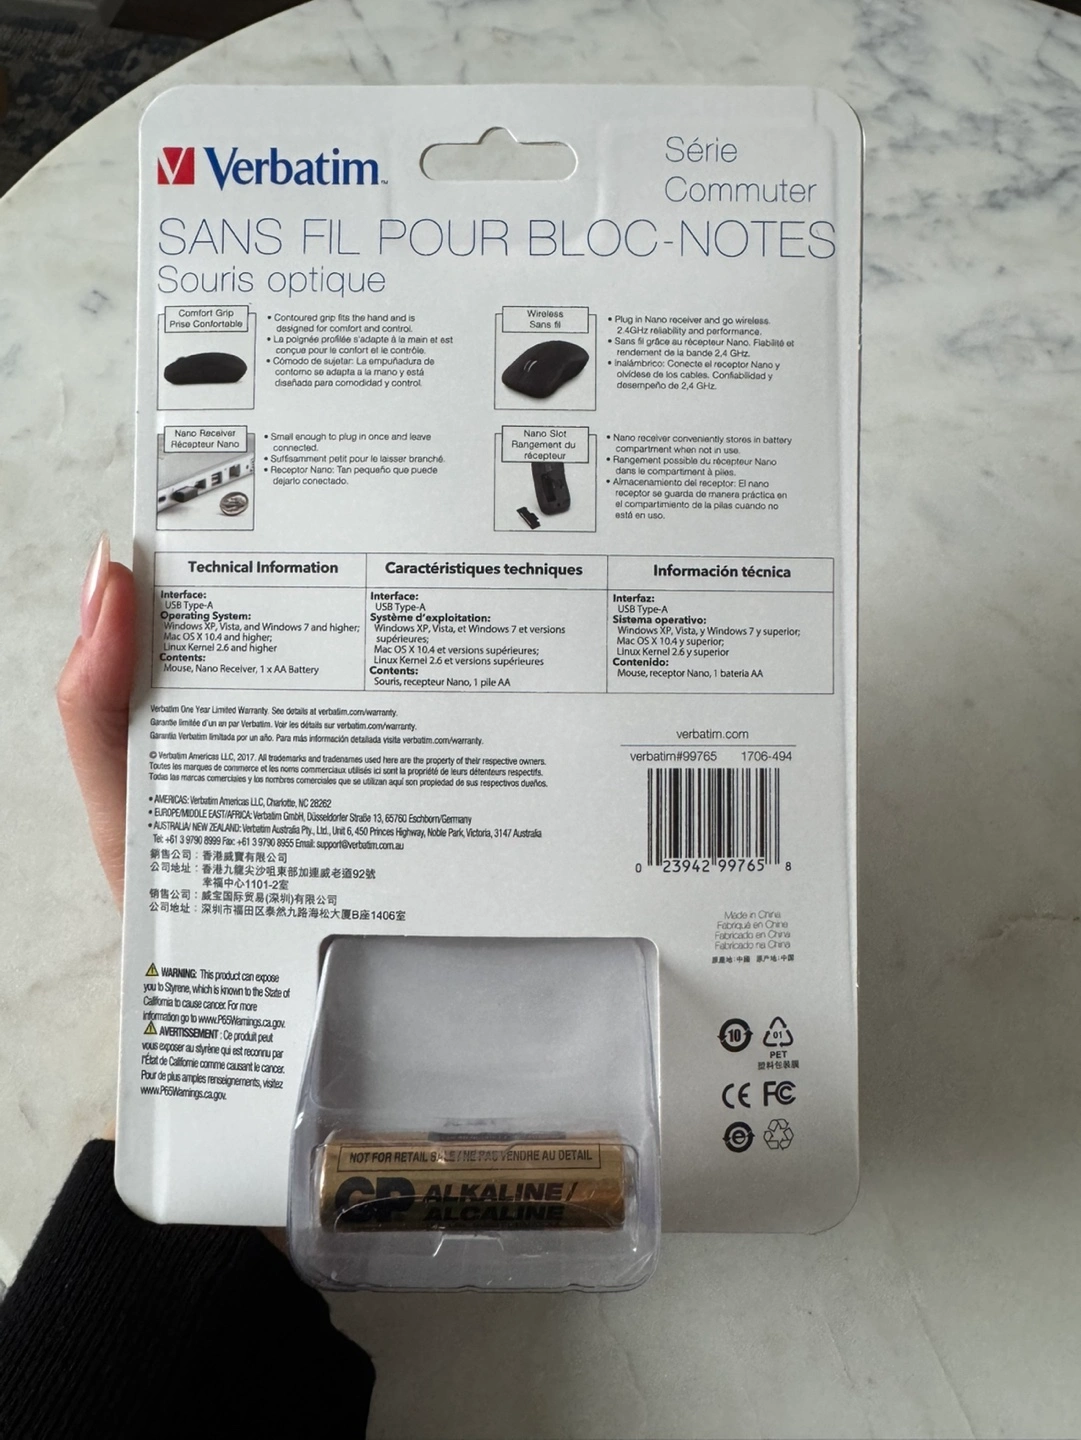 Verbatim™
Série
Commuter
SANS FIL POUR BLOC-NOTES
Souris optique
Comfort Grip
Prise Confortable
• Contoured grip fits the hand and is
designed for comfort and control.
• La poignée profilée s'adapte à la main et est
conçue pour le confort et le contrôle.
• Cómodo de sujetar: La empuñadura de
contorno se adapta a la mano y está
diseñada para comodidad y control.
Wireless
Sans fil
• Plug in Nano receiver and go wireless.
2.4GHz reliability and performance.
• Sans fil grâce au récepteur Nano. Fiabilité et
rendement de la bande 2,4 GHz.
• Inalámbrico: Conecte el receptor Nano y
olvídese de los cables. Confiabilidad y
desempeño de 2,4 GHz.
Nano Receiver
Récepteur Nano
• Small enough to plug in once and leave
connected.
• Suffisamment petit pour le laisser branché.
• Receptor Nano: Tan pequeño que puede
dejarlo conectado.
Nano Slot
Rangement du
récepteur
• Nano receiver conveniently stores in battery
compartment when not in use.
• Rangement possible du récepteur Nano
dans le compartiment à piles.
• Almacenamiento del receptor: El nano
receptor se guarda de manera práctica en
el compartimiento de la pilas cuando no
está en uso.
Technical Information
Interface:
USB Type-A
Operating System:
Windows XP, Vista, and Windows 7 and higher;
Mac OS X 10.4 and higher;
Linux Kernel 2.6 and higher
Contents:
Mouse, Nano Receiver, 1 x AA Battery
Caractéristiques techniques
Interface:
USB Type-A
Système d'exploitation:
Windows XP, Vista, et Windows 7 et versions
supérieures;
Mac OS X 10.4 et versions supérieures;
Linux Kernel 2.6 et versions supérieures
Contents:
Souris, recepteur Nano, 1 pile AA
Información técnica
Interfaz:
USB Type-A
Sistema operativo:
Windows XP, Vista, y Windows 7 y superior;
Mac OS X 10.4 y superior;
Linux Kernel 2.6 y superior
Contenido:
Mouse, receptor Nano, 1 bateria AA
Verbatim One Year Limited Warranty. See details at verbatim.com/warranty.
Garantie limitée d'un an par Verbatim. Voir les détails sur verbatim.com/warranty.
Garantía Verbatim limitada por un año. Para más información detallada visite verbatim.com/warranty.
© Verbatim Americas LLC, 2017. All trademarks and tradenames used here are the property of their respective owners.
Toutes les marques de commerce et les noms commerciaux utilisés ici sont la propriété de leurs détenteurs respectifs.
Todas las marcas comerciales y los nombres comerciales que se utilizan aquí son propiedad de sus respectivos dueños.
• AMERICAS: Verbatim Americas LLC, Charlotte, NC 28262
• EUROPE/MIDDLE EAST/AFRICA: Verbatim GmbH, Düsseldorfer Straße 13, 65760 Eschborn/Germany
• AUSTRALIA/ NEW ZEALAND: Verbatim Australia Pty., Ltd., Unit 6, 450 Princes Highway, Noble Park, Victoria, 3147 Australia
Tel: +61 3 9790 8999 Fax: +61 3 9790 8955 Email: support@verbatim.com.au
銷售公司：香港威寶有限公司
公司地址：香港九龍尖沙咀東部加連威老道92號
幸福中心1101-2室
销售公司：威宝国际贸易(深圳)有限公司
公司地址：深圳市福田区泰然九路海松大厦B座1406室
verbatim.com
verbatim#99765 1706-494
0 23942 99765 8
Made in China
Fabriqué en Chine
Fabricado en China
Fabricado na China
原產地:中國 原产地:中国
⚠ WARNING: This product can expose
you to Styrene, which is known to the State of
California to cause cancer. For more
information go to www.P65Warnings.ca.gov.
⚠ AVERTISSEMENT : Ce produit peut
vous exposer au styrène qui est reconnu par
l'État de Californie comme causant le cancer.
Pour de plus amples renseignements, visitez
www.P65Warnings.ca.gov.
10
01
PET
塑料包装膜
CE FC
e
NOT FOR RETAIL SALE / NE PAS VENDRE AU DETAIL
GP ALKALINE /
ALCALINE